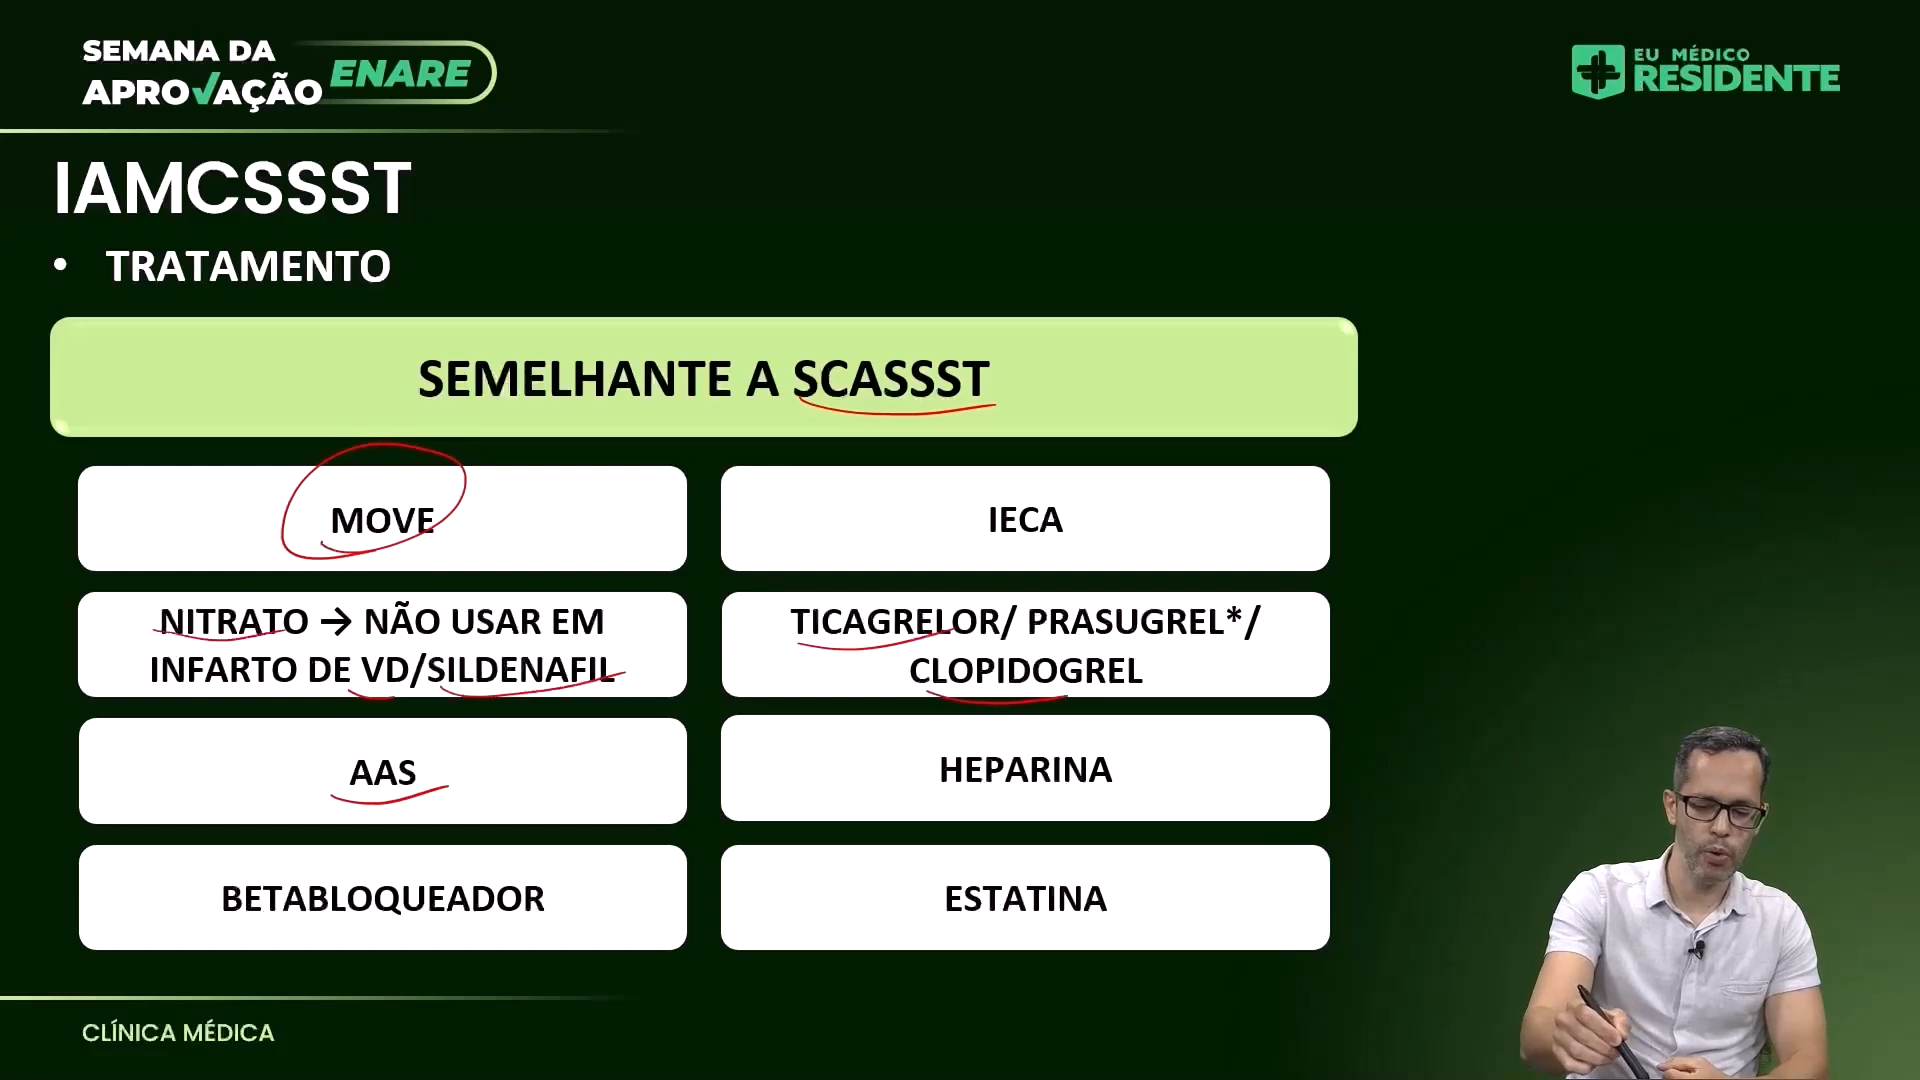 SEMANA DA
APROVAÇÃO ENARE
EU MÉDICO
RESIDENTE
IAMCSSST
• TRATAMENTO
SEMELHANTE A SCASSST
MOVE
IECA
NITRATO → NÃO USAR EM
INFARTO DE VD/SILDENAFIL
TICAGRELOR/ PRASUGREL*/
CLOPIDOGREL
AAS
HEPARINA
BETABLOQUEADOR
ESTATINA
CLÍNICA MÉDICA